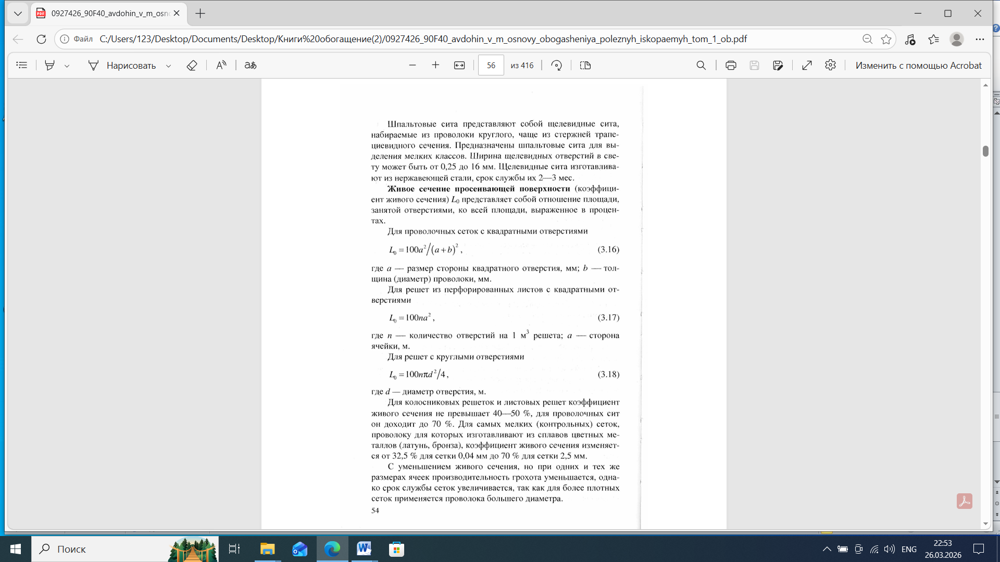 0927426_90F40_avdohin_v_m_osno
Файл C:/Users/123/Desktop/Documents/Desktop/Книги%20обогащение(2)/0927426_90F40_avdohin_v_m_osnovy_obogasheniya_poleznyh_iskopaemyh_tom_1_ob.pdf
Нарисовать
аあ
56 из 416
Изменить с помощью Acrobat
Шпальтовые сита представляют собой щелевидные сита,
набираемые из проволоки круглого, чаще из стержней трапе-
циевидного сечения. Предназначены шпальтовые сита для вы-
деления мелких классов. Ширина щелевидных отверстий в све-
ту может быть от 0,25 до 16 мм. Щелевидные сита изготавлива-
ют из нержавеющей стали, срок службы их 2—3 мес.
Живое сечение просеивающей поверхности (коэффици-
ент живого сечения) L₀ представляет собой отношение площади,
занятой отверстиями, ко всей площади, выраженное в процен-
тах.
Для проволочных сеток с квадратными отверстиями
L₀ = 100a²/(a + b)², (3.16)
где a — размер стороны квадратного отверстия, мм; b — тол-
щина (диаметр) проволоки, мм.
Для решет из перфорированных листов с квадратными от-
верстиями
L₀ = 100na², (3.17)
где n — количество отверстий на 1 м³ решета; a — сторона
ячейки, м.
Для решет с круглыми отверстиями
L₀ = 100nπd²/4, (3.18)
где d — диаметр отверстия, м.
Для колосниковых решеток и листовых решет коэффициент
живого сечения не превышает 40—50 %, для проволочных сит
он доходит до 70 %. Для самых мелких (контрольных) сеток,
проволоку для которых изготавливают из сплавов цветных ме-
таллов (латунь, бронза), коэффициент живого сечения изменяет-
ся от 32,5 % для сетки 0,04 мм до 70 % для сетки 2,5 мм.
С уменьшением живого сечения, но при одних и тех же
размерах ячеек производительность грохота уменьшается, одна-
ко срок службы сеток увеличивается, так как для более плотных
сеток применяется проволока большего диаметра.
54
Поиск
ENG
22:53
26.03.2026